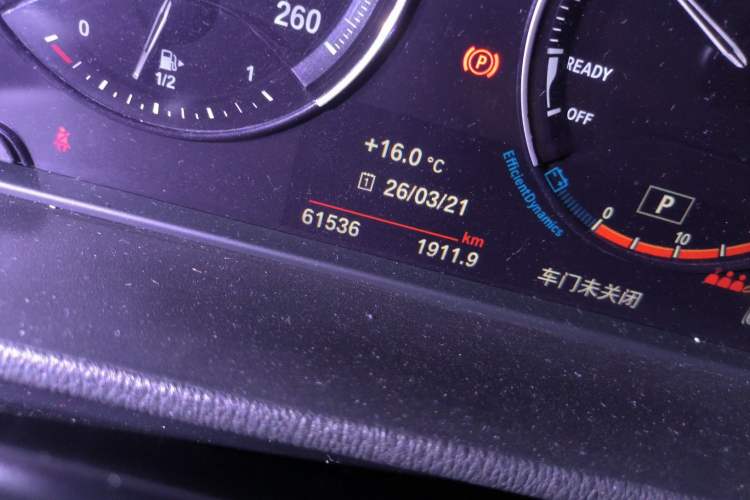 0
260
1/2
1
P
READY
OFF
+16.0 °C
1
26/03/21
EfficientDynamics
P
0
10
61536
km
1911.9
车门未关闭